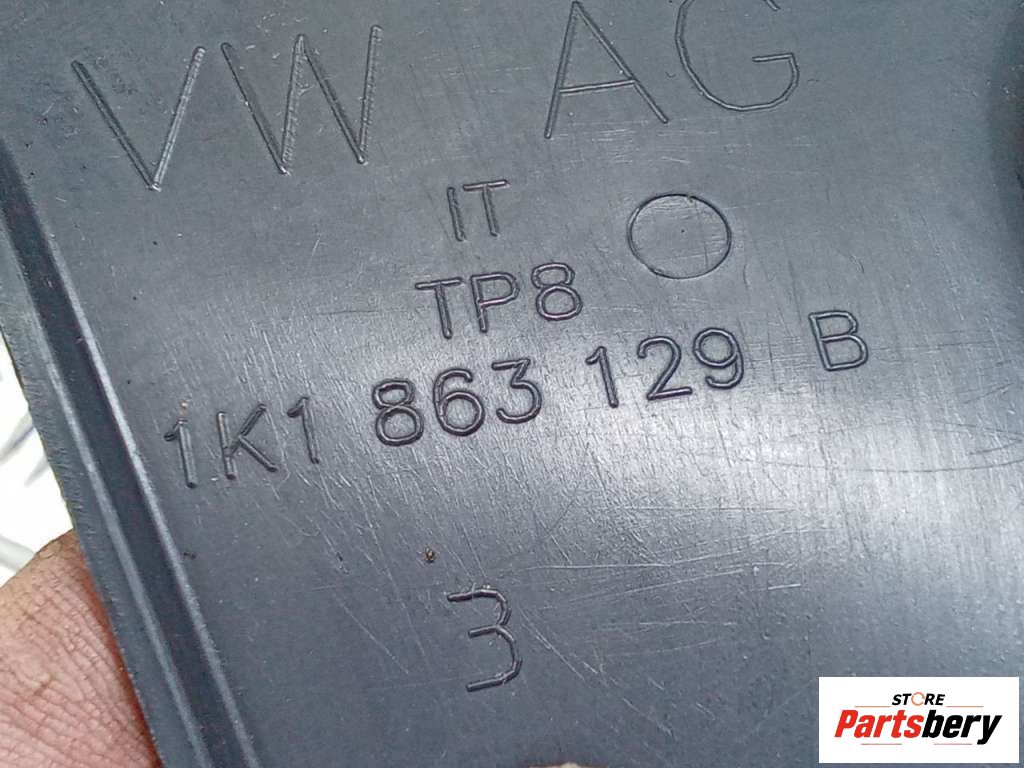 VW AG
IT
TP8
1K1 863 129 B
3
STORE
Partsbery